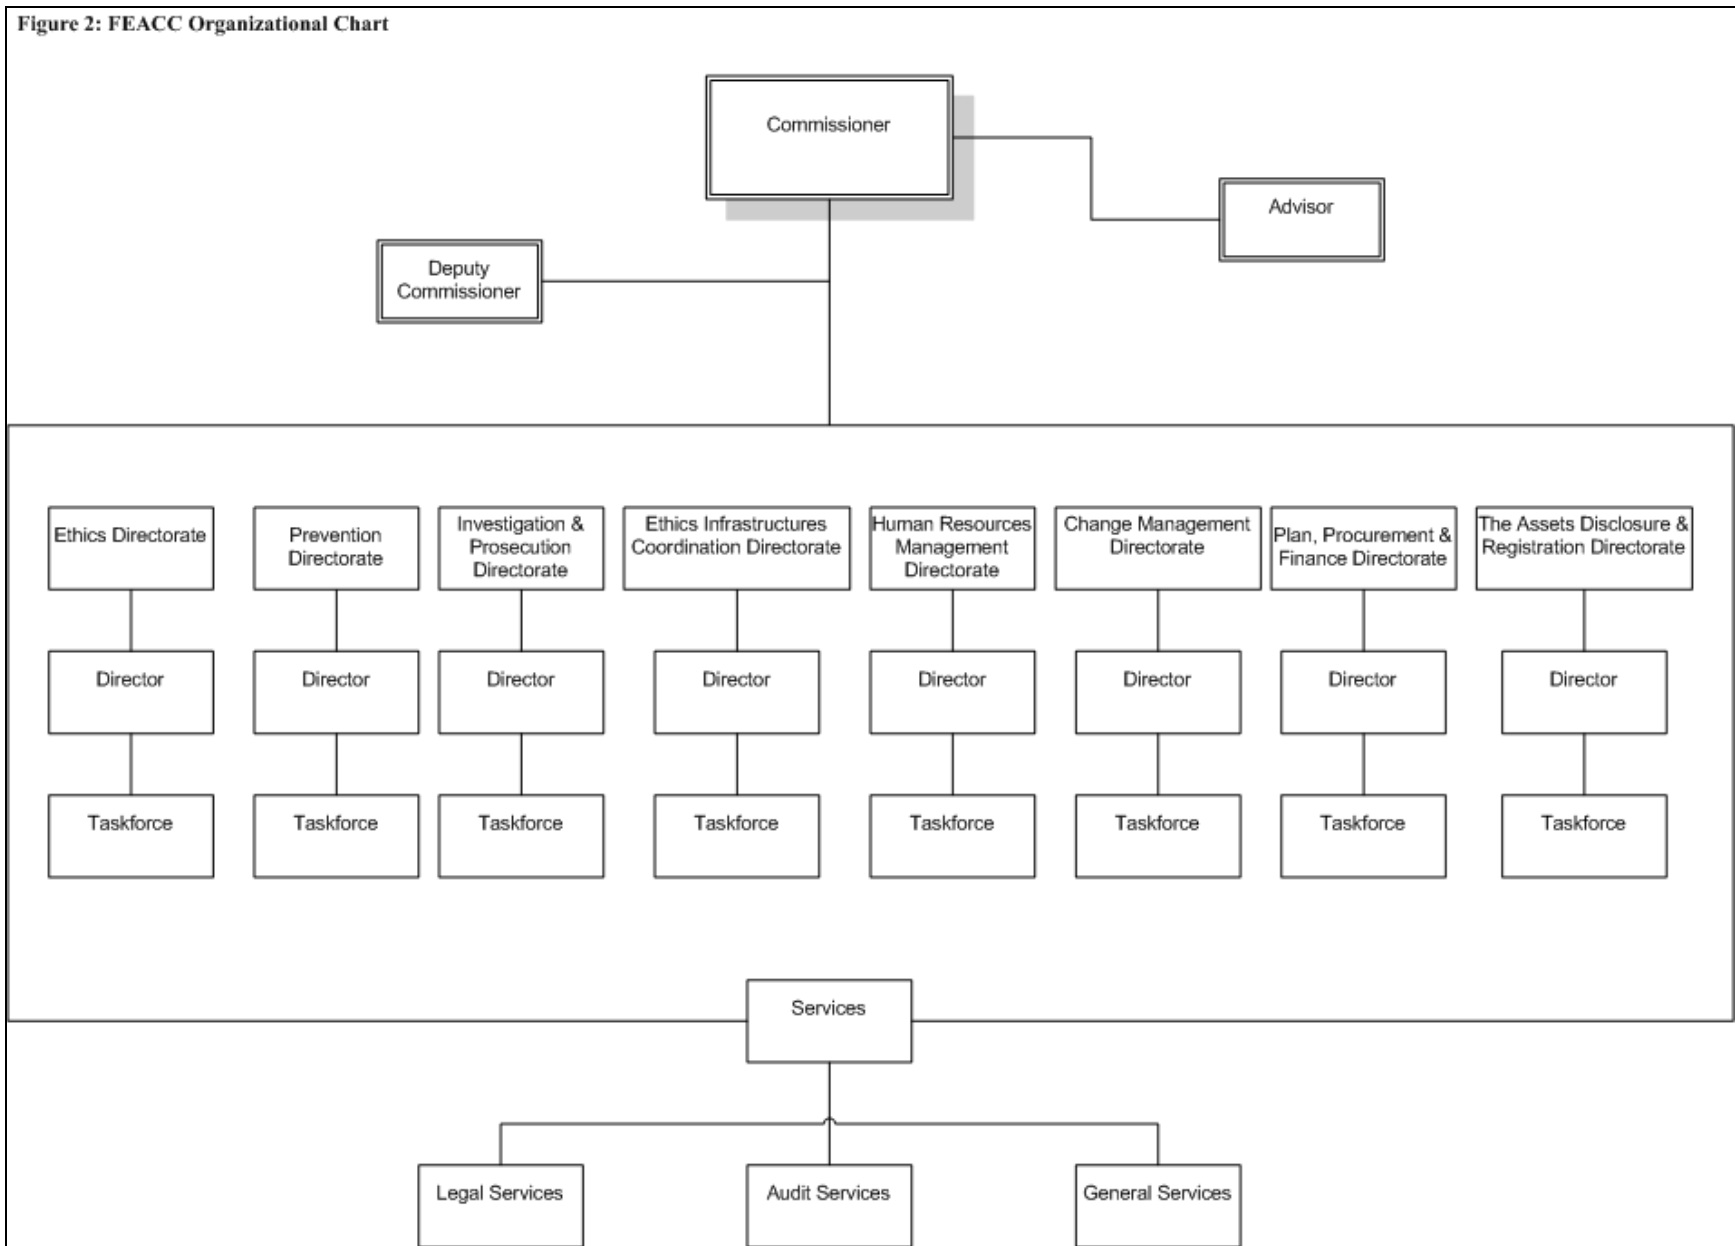 Figure 2: FEACC Organizational Chart
Commissioner
Advisor
Deputy
Commissioner
Ethics Directorate
Prevention
Directorate
Investigation &
Prosecution
Directorate
Ethics Infrastructures
Coordination Directorate
Human Resources
Management
Directorate
Change Management
Directorate
Plan, Procurement &
Finance Directorate
The Assets Disclosure &
Registration Directorate
Director
Director
Director
Director
Director
Director
Director
Director
Taskforce
Taskforce
Taskforce
Taskforce
Taskforce
Taskforce
Taskforce
Taskforce
Services
Legal Services
Audit Services
General Services